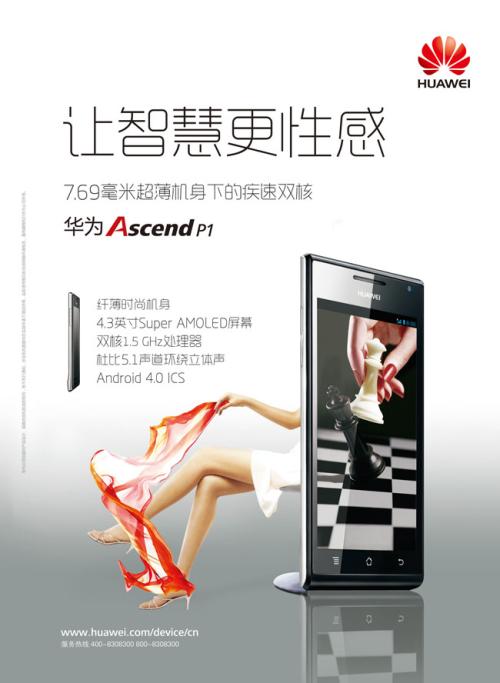 HUAWEI
让智慧更性感
7.69毫米超薄机身下的疾速双核
华为 Ascend P1
HUAWEI
纤薄时尚机身
4.3英寸Super AMOLED屏幕
双核1.5 GHz处理器
杜比5.1声道环绕立体声
Android 4.0 ICS
www.huawei.com/device/cn
服务热线 400-8308300 800-8308300